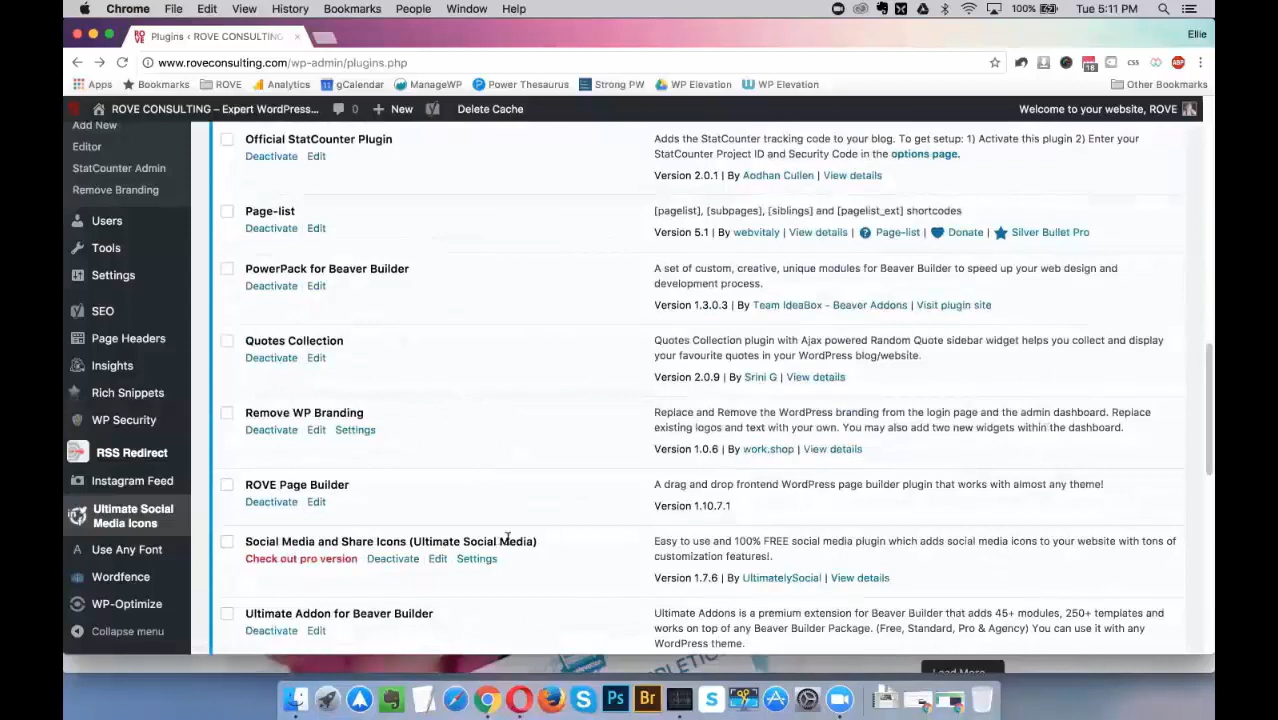 Chrome File Edit View History Bookmarks People Window Help 100% Tue 5:11 PM
Plugins < ROVE CONSULTING Ellie
www.roveconsulting.com/wp-admin/plugins.php
Apps Bookmarks ROVE Analytics gCalendar ManageWP Power Thesaurus Strong PW WP Elevation WP Elevation Other Bookmarks
ROVE CONSULTING – Expert WordPress... 0 New Delete Cache Welcome to your website, ROVE
Add New
Editor
StatCounter Admin
Remove Branding
Users
Tools
Settings
SEO
Page Headers
Insights
Rich Snippets
WP Security
RSS Redirect
Instagram Feed
Ultimate Social
Media Icons
Use Any Font
Wordfence
WP-Optimize
Collapse menu
Official StatCounter Plugin
Deactivate Edit
Adds the StatCounter tracking code to your blog. To get setup: 1) Activate this plugin 2) Enter your
StatCounter Project ID and Security Code in the options page.
Version 2.0.1 | By Aodhan Cullen | View details
Page-list
Deactivate Edit
[pagelist], [subpages], [siblings] and [pagelist_ext] shortcodes
Version 5.1 | By webvitaly | View details | Page-list | Donate | Silver Bullet Pro
PowerPack for Beaver Builder
Deactivate Edit
A set of custom, creative, unique modules for Beaver Builder to speed up your web design and
development process.
Version 1.3.0.3 | By Team IdeaBox - Beaver Addons | Visit plugin site
Quotes Collection
Deactivate Edit
Quotes Collection plugin with Ajax powered Random Quote sidebar widget helps you collect and display
your favourite quotes in your WordPress blog/website.
Version 2.0.9 | By Srini G | View details
Remove WP Branding
Deactivate Edit Settings
Replace and Remove the WordPress branding from the login page and the admin dashboard. Replace
existing logos and text with your own. You may also add two new widgets within the dashboard.
Version 1.0.6 | By work.shop | View details
ROVE Page Builder
Deactivate Edit
A drag and drop frontend WordPress page builder plugin that works with almost any theme!
Version 1.10.7.1
Social Media and Share Icons (Ultimate Social Media)
Check out pro version Deactivate Edit Settings
Easy to use and 100% FREE social media plugin which adds social media icons to your website with tons of
customization features!.
Version 1.7.6 | By UltimatelySocial | View details
Ultimate Addon for Beaver Builder
Deactivate Edit
Ultimate Addons is a premium extension for Beaver Builder that adds 45+ modules, 250+ templates and
works on top of any Beaver Builder Package. (Free, Standard, Pro & Agency) You can use it with any
WordPress theme.
Load More
Ps Br